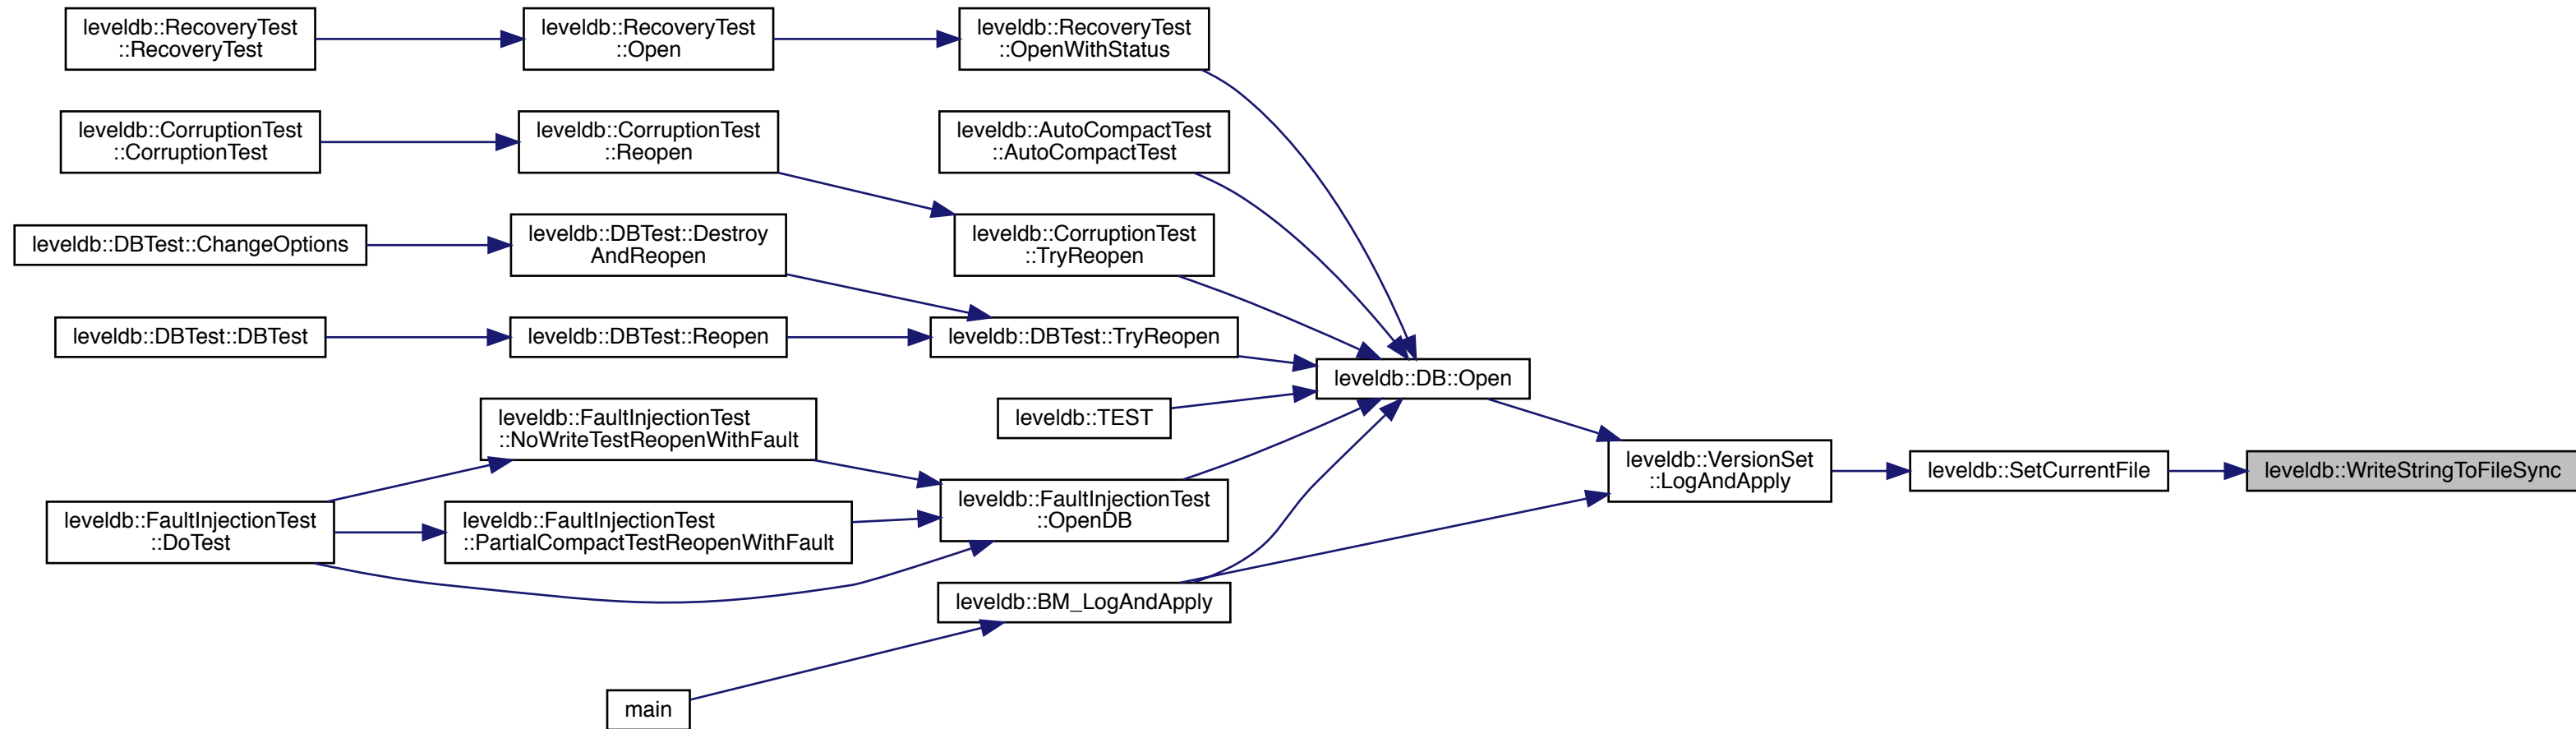 leveldb::RecoveryTest
::RecoveryTest
leveldb::RecoveryTest
::Open
leveldb::RecoveryTest
::OpenWithStatus
leveldb::CorruptionTest
::CorruptionTest
leveldb::CorruptionTest
::Reopen
leveldb::AutoCompactTest
::AutoCompactTest
leveldb::DBTest::ChangeOptions
leveldb::DBTest::Destroy
AndReopen
leveldb::CorruptionTest
::TryReopen
leveldb::DBTest::DBTest
leveldb::DBTest::Reopen
leveldb::DBTest::TryReopen
leveldb::DB::Open
leveldb::TEST
leveldb::FaultInjectionTest
::NoWriteTestReopenWithFault
leveldb::VersionSet
::LogAndApply
leveldb::SetCurrentFile
leveldb::WriteStringToFileSync
leveldb::FaultInjectionTest
::DoTest
leveldb::FaultInjectionTest
::PartialCompactTestReopenWithFault
leveldb::FaultInjectionTest
::OpenDB
leveldb::BM_LogAndApply
main